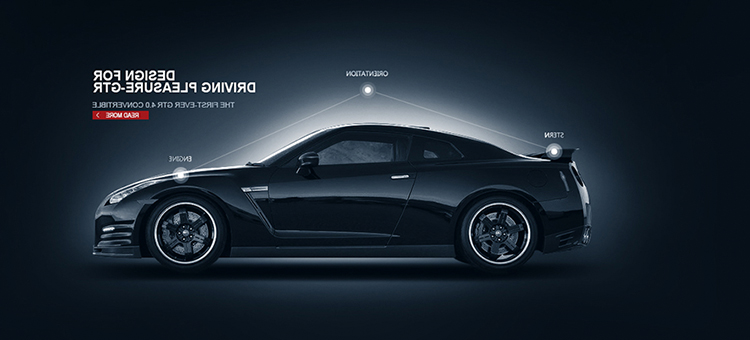 DESIGN FOR
DRIVING PLEASURE-GTR
THE FIRST-EVER GTR 4.0 CONVERTIBLE
READ MORE
ORIENTATION
STERN
ENGINE